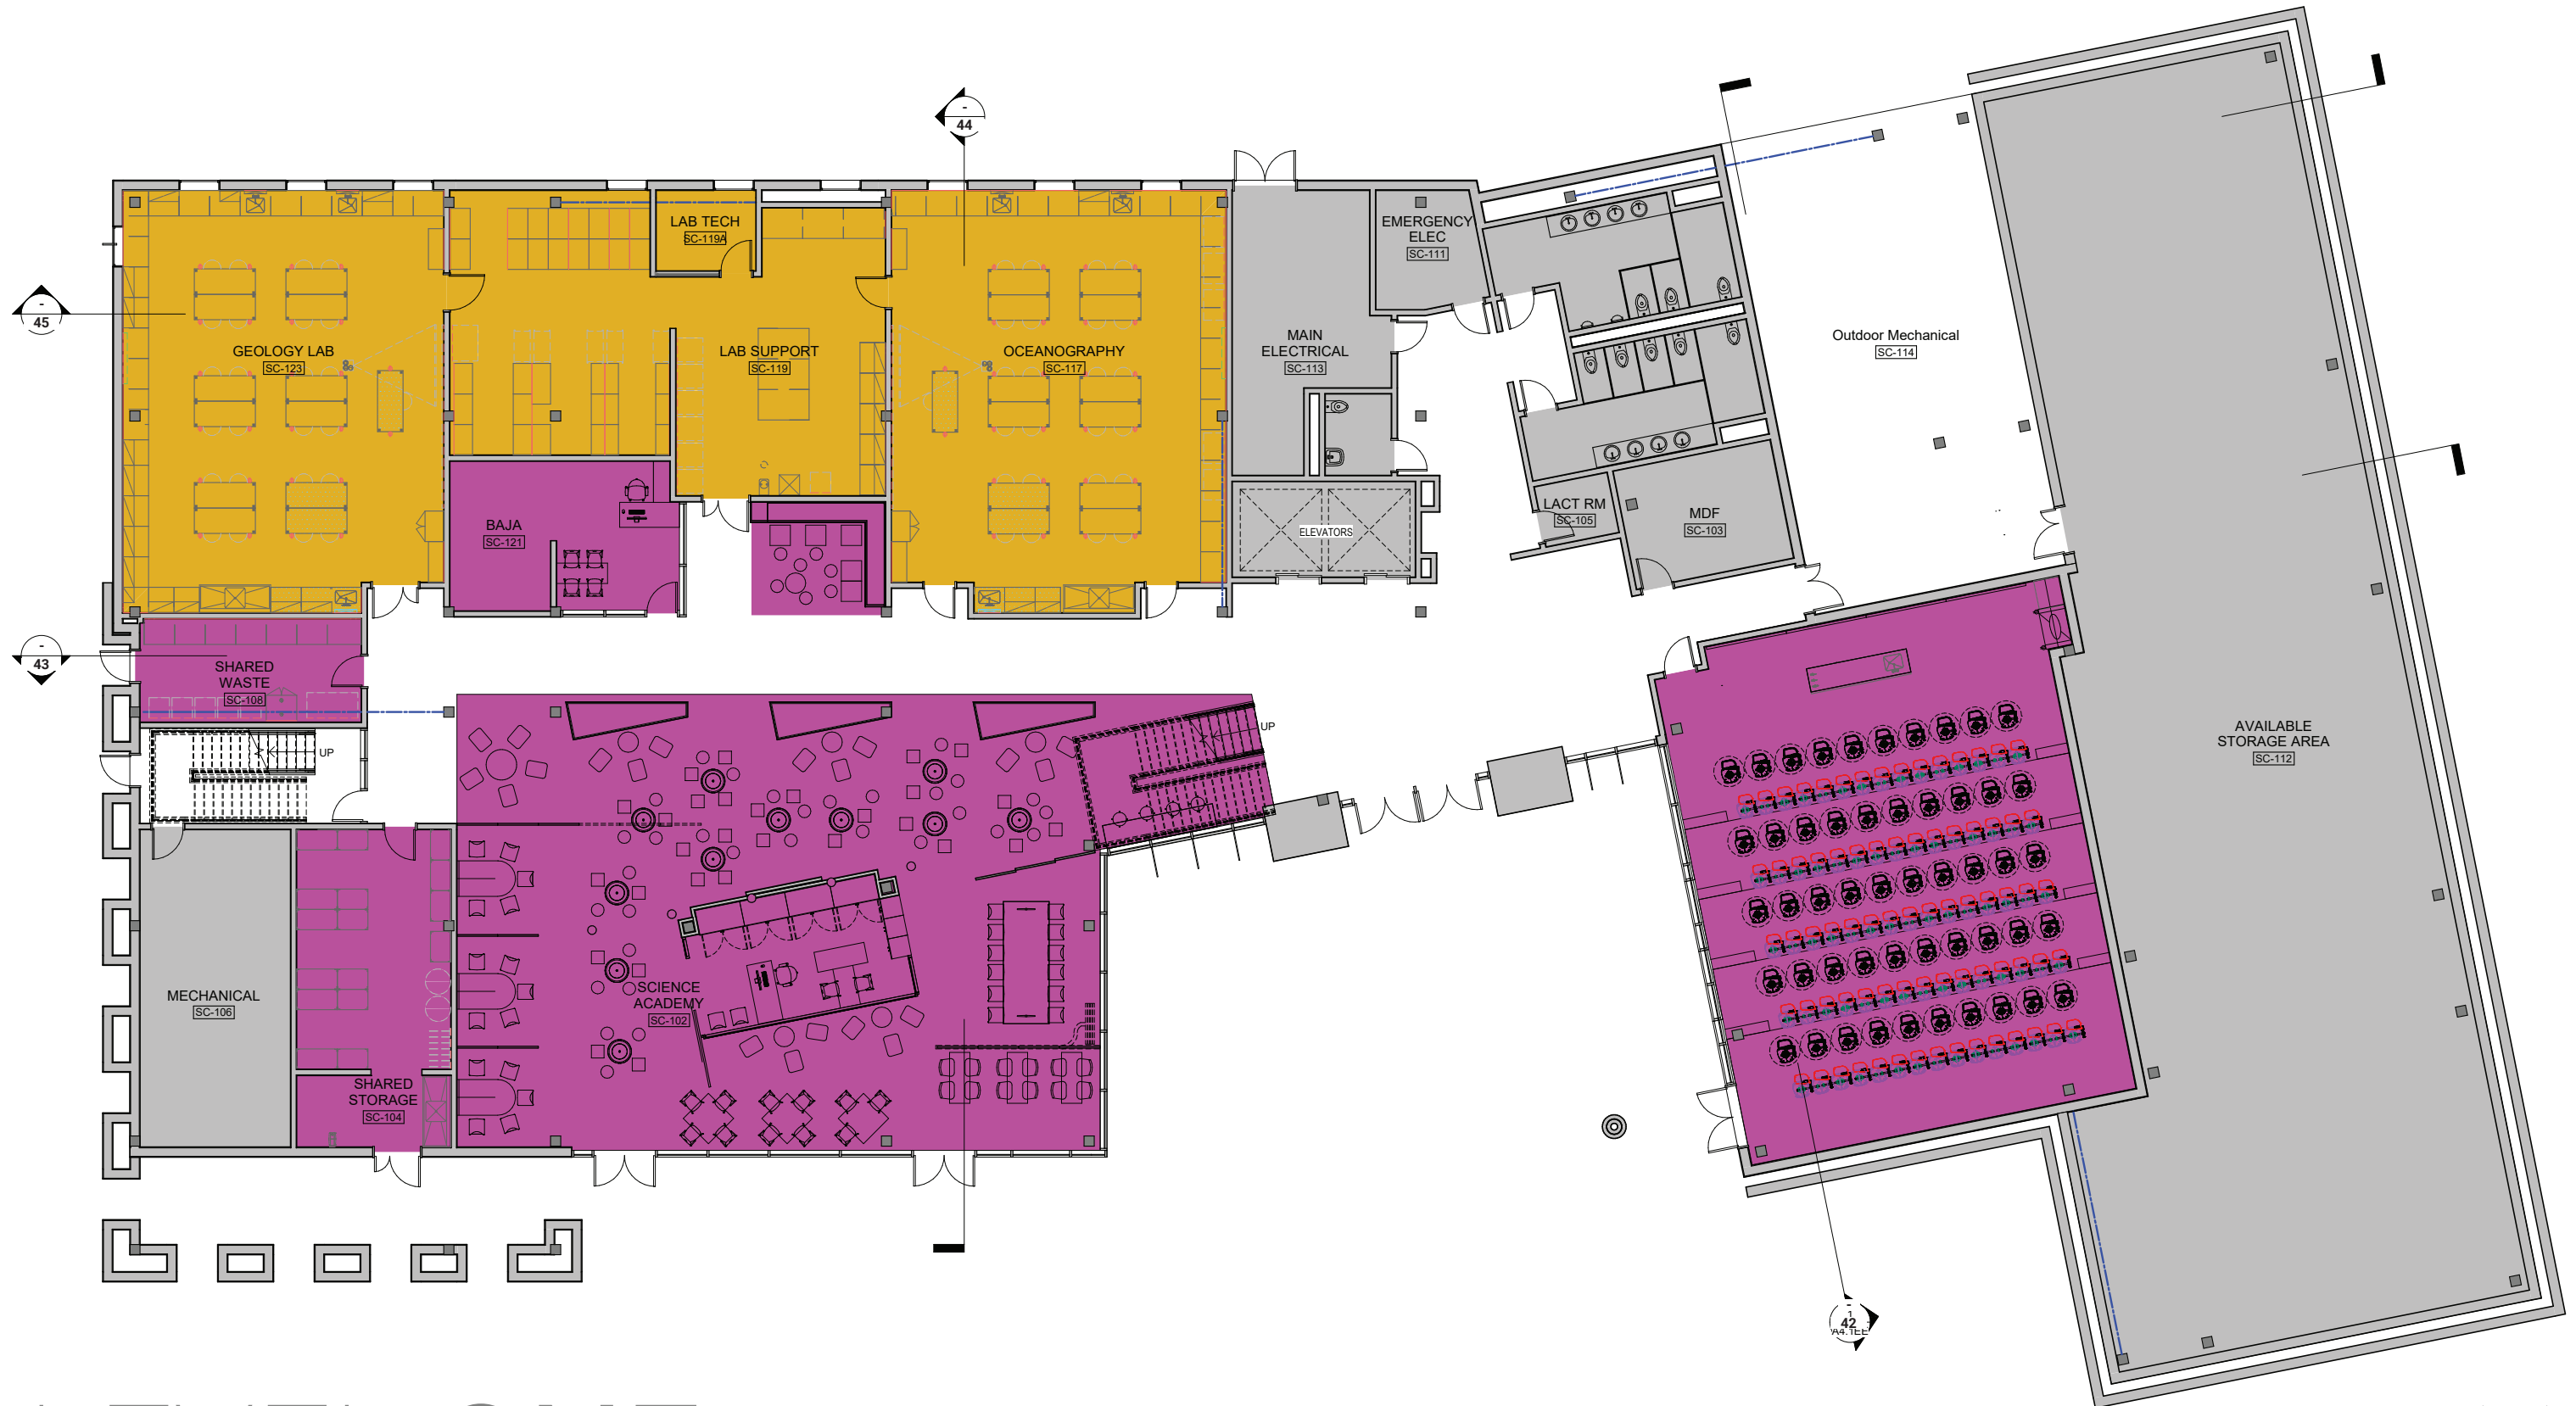 -
44
LAB TECH
SC-119A
EMERGENCY
ELEC
SC-111
-
45
GEOLOGY LAB
SC-123
LAB SUPPORT
SC-119
OCEANOGRAPHY
SC-117
MAIN
ELECTRICAL
SC-113
Outdoor Mechanical
SC-114
BAJA
SC-121
ELEVATORS
LACT RM
SC-105
MDF
SC-103
-
43
SHARED
WASTE
SC-108
UP
UP
AVAILABLE
STORAGE AREA
SC-112
MECHANICAL
SC-106
SCIENCE
ACADEMY
SC-102
SHARED
STORAGE
SC-104
-
1
42